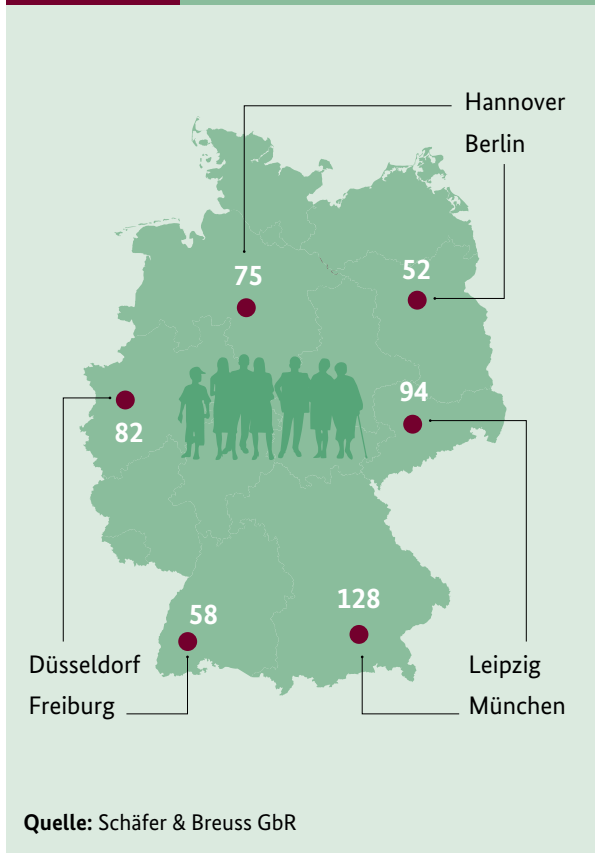 Hannover
Berlin
75
52
94
82
128
58
Düsseldorf
Leipzig
Freiburg
München
Quelle: Schäfer & Breuss GbR